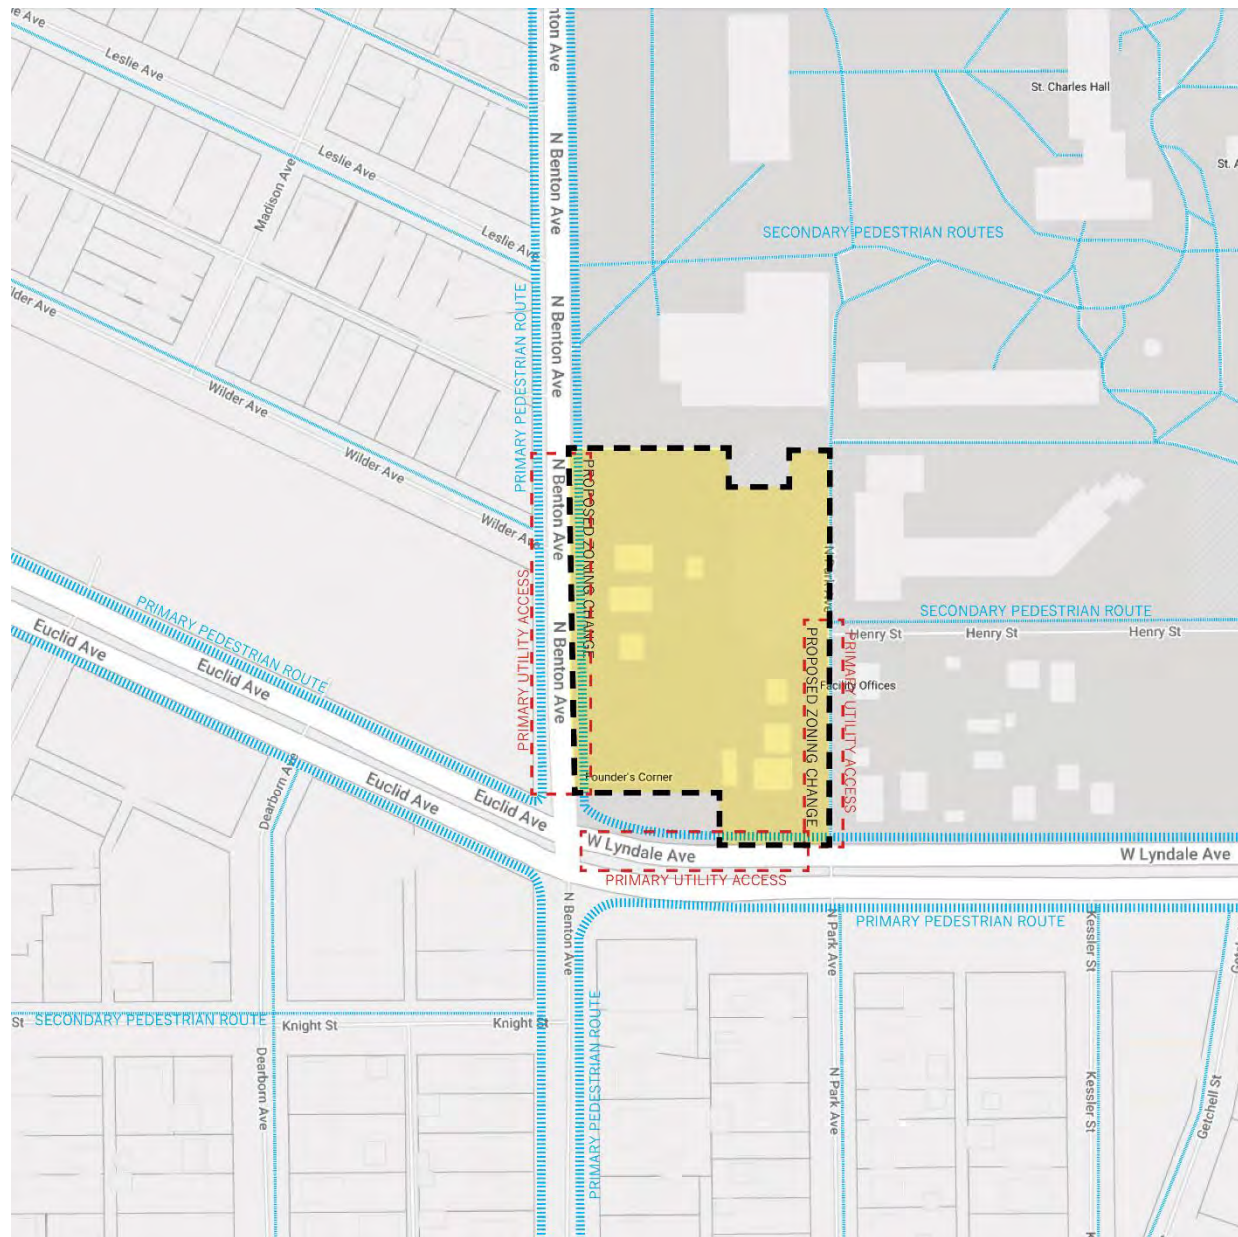 e Ave
Leslie Ave
Leslie Ave
Leslie Ave
Madison Ave
nton Ave
N Benton Ave
N Benton Ave
N Benton Ave
N Benton Ave
St. Charles Hall
St. A
SECONDARY PEDESTRIAN ROUTES
PRIMARY PEDESTRIAN ROUTE
ilder Ave
Wilder Ave
Wilder Ave
Wilder Ave
PROPOSED ZONING CHANGE
PRIMARY UTILITY ACCESS
N Park Ave
SECONDARY PEDESTRIAN ROUTE
Henry St
Henry St
Henry St
PROPOSED ZONING CHANGE
PRIMARY UTILITY ACCESS
Facility Offices
Founder's Corner
PRIMARY PEDESTRIAN ROUTE
Euclid Ave
Euclid Ave
Euclid Ave
Euclid Ave
Dearborn Ave
W Lyndale Ave
W Lyndale Ave
PRIMARY UTILITY ACCESS
PRIMARY PEDESTRIAN ROUTE
N Benton Ave
N Park Ave
Kessler St
St
SECONDARY PEDESTRIAN ROUTE
Knight St
Knight St
PRIMARY PEDESTRIAN ROUTE
Dearborn Ave
N Park Ave
Kessler St
Getchell St